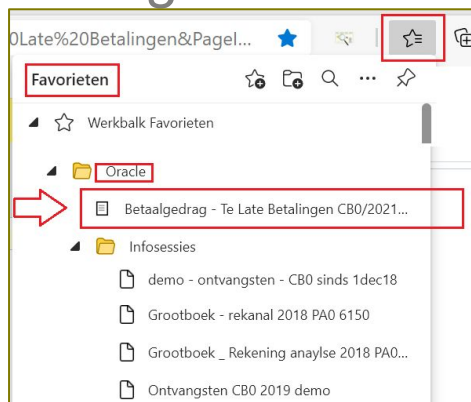 0Late%20Betalingen&Pagel...
Favorieten
Werkbalk Favorieten
Oracle
Betaalgedrag - Te Late Betalingen CB0/2021...
Infosessies
demo - ontvangsten - CB0 sinds 1dec18
Grootboek - rekanal 2018 PA0 6150
Grootboek _ Rekening anaylse 2018 PA0...
Ontvangsten CB0 2019 demo